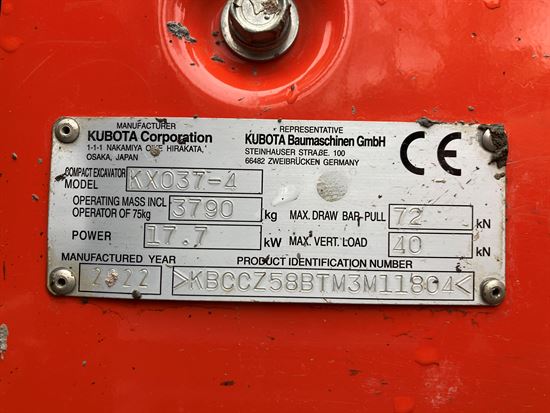 MANUFACTURER
KUBOTA Corporation
1-1-1 NAKAMIYA OIKE HIRAKATA,
OSAKA, JAPAN
REPRESENTATIVE
KUBOTA Baumaschinen GmbH
STEINHAUSER STRAßE. 100
66482 ZWEIBRÜCKEN GERMANY
CE
COMPACT EXCAVATOR
MODEL KX037-4
OPERATING MASS INCL.
OPERATOR OF 75kg 3790 kg MAX. DRAW BAR-PULL 72 kN
POWER 17.7 kW MAX. VERT. LOAD 40 kN
MANUFACTURED YEAR PRODUCT IDENTIFICATION NUMBER
2022 >KBCCZ58BTM3M11804<